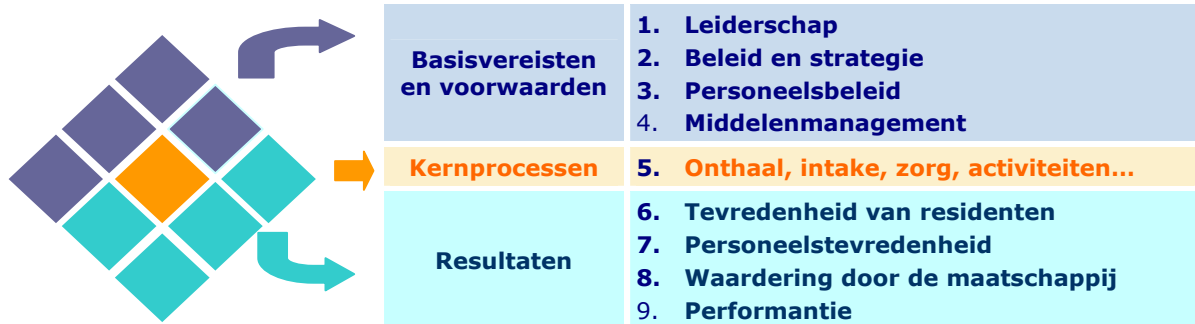 Basisvereisten
en voorwaarden
1. Leiderschap
2. Beleid en strategie
3. Personeelsbeleid
4. Middelenmanagement
Kernprocessen
5. Onthaal, intake, zorg, activiteiten…
Resultaten
6. Tevredenheid van residenten
7. Personeelstevredenheid
8. Waardering door de maatschappij
9. Performantie